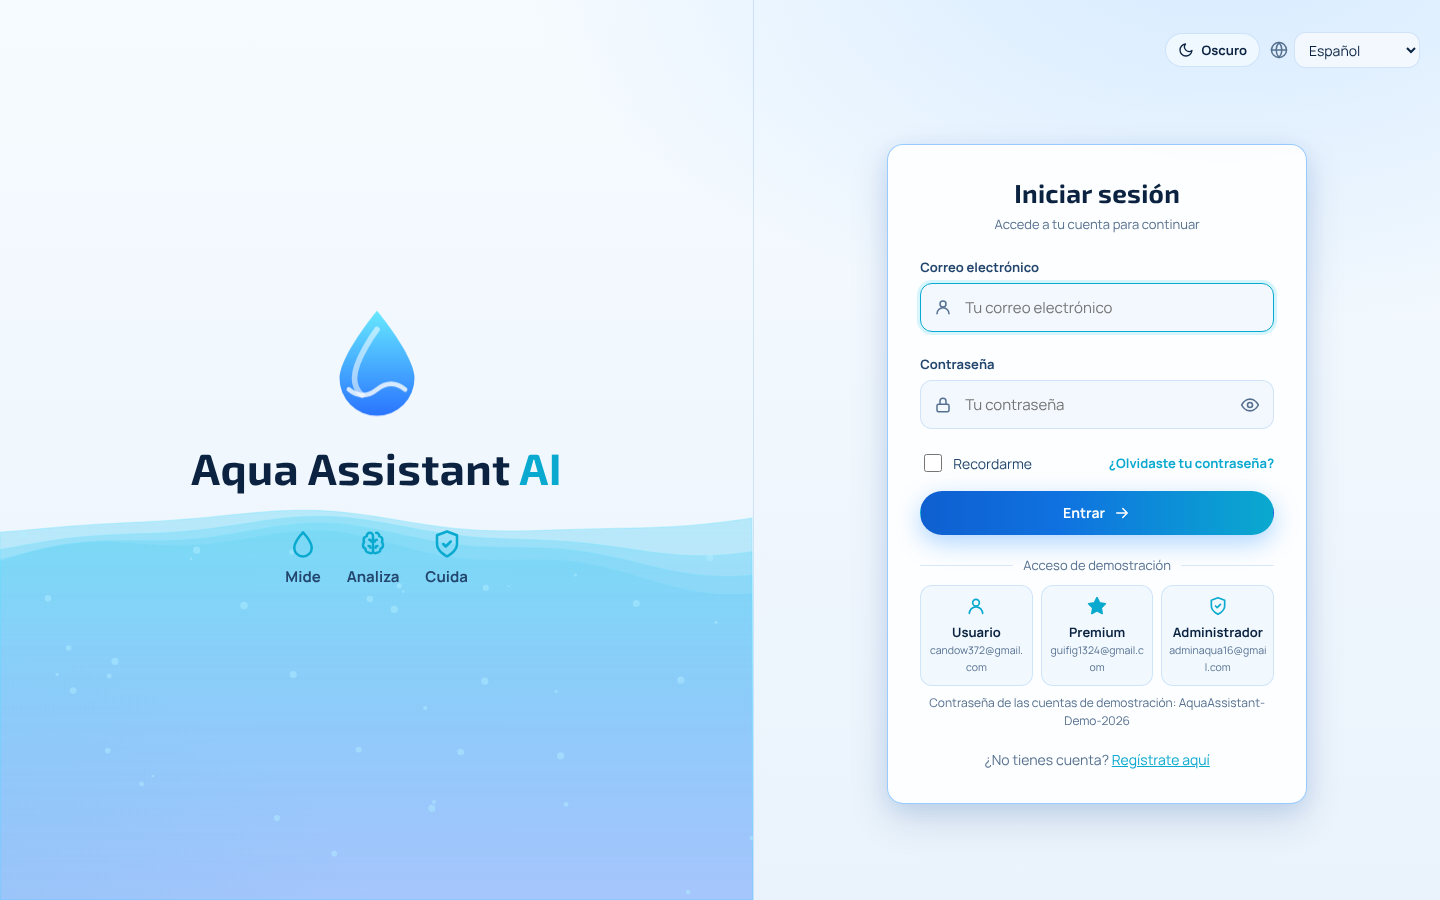 Oscuro
Español
Aqua Assistant AI
Mide
Analiza
Cuida
Iniciar sesión
Accede a tu cuenta para continuar
Correo electrónico
Tu correo electrónico
Contraseña
Tu contraseña
Recordarme
¿Olvidaste tu contraseña?
Entrar
Acceso de demostración
Usuario
candow372@gmail.
com
Premium
guifig1324@gmail.c
om
Administrador
adminaqua16@gmai
l.com
Contraseña de las cuentas de demostración: AquaAssistant-
Demo-2026
¿No tienes cuenta? Regístrate aquí